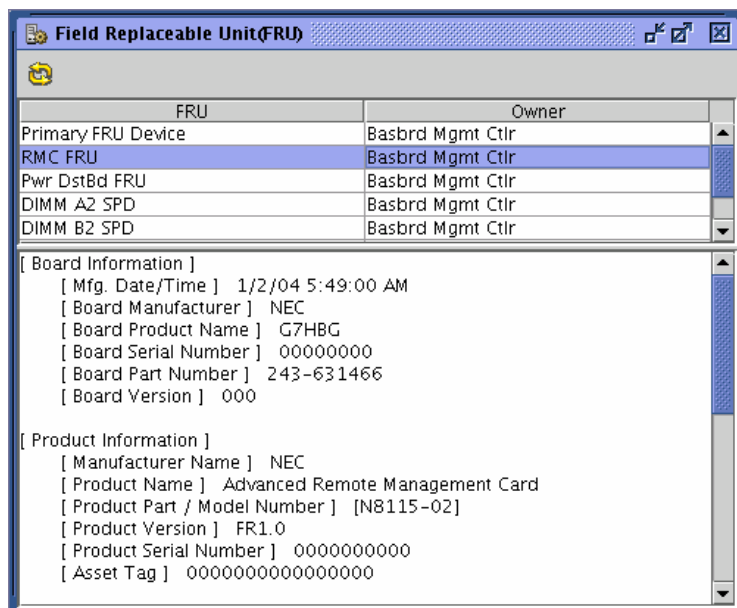 Field Replaceable Unit(FRU)
FRU Owner
Primary FRU Device Basbrd Mgmt Ctlr
RMC FRU Basbrd Mgmt Ctlr
Pwr DstBd FRU Basbrd Mgmt Ctlr
DIMM A2 SPD Basbrd Mgmt Ctlr
DIMM B2 SPD Basbrd Mgmt Ctlr
[ Board Information ]
[ Mfg. Date/Time ] 1/2/04 5:49:00 AM
[ Board Manufacturer ] NEC
[ Board Product Name ] G7HBG
[ Board Serial Number ] 00000000
[ Board Part Number ] 243-631466
[ Board Version ] 000
[ Product Information ]
[ Manufacturer Name ] NEC
[ Product Name ] Advanced Remote Management Card
[ Product Part / Model Number ] [N8115-02]
[ Product Version ] FR1.0
[ Product Serial Number ] 0000000000
[ Asset Tag ] 0000000000000000